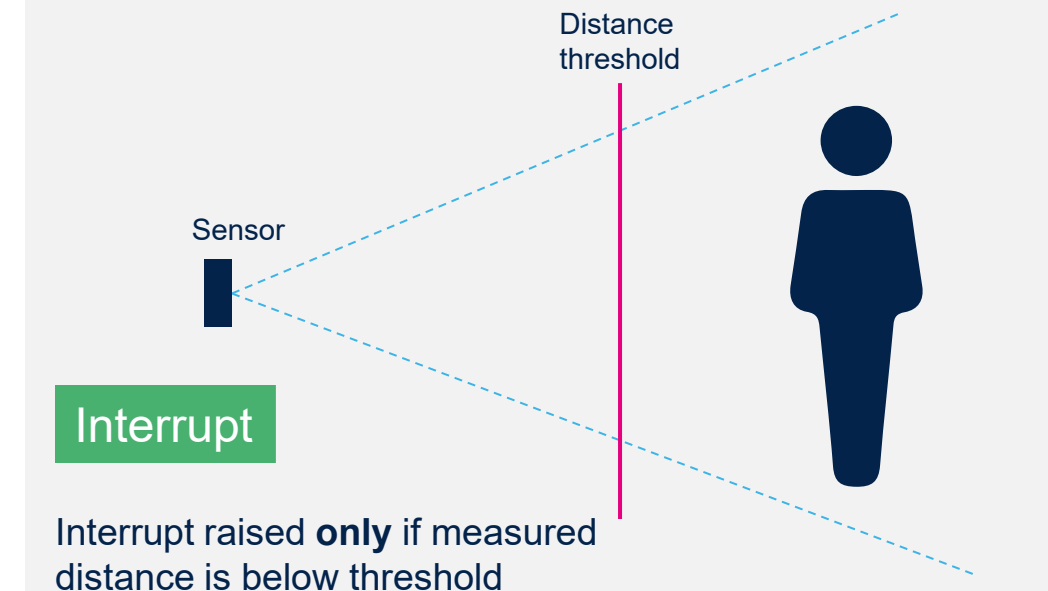 Distance
threshold
Sensor
Interrupt
Interrupt raised only if measured
distance is below threshold